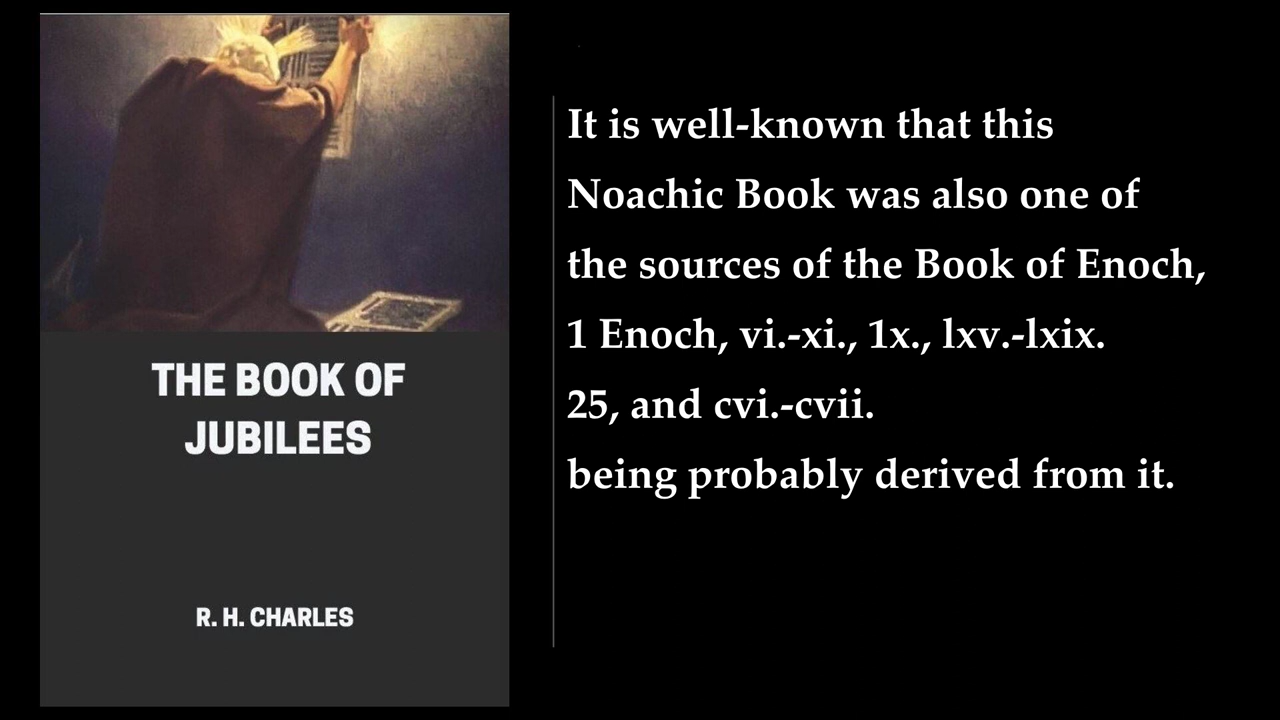 THE BOOK OF
JUBILEES
R. H. CHARLES
It is well-known that this
Noachic Book was also one of
the sources of the Book of Enoch,
1 Enoch, vi.-xi., 1x., lxv.-lxix.
25, and cvi.-cvii.
being probably derived from it.